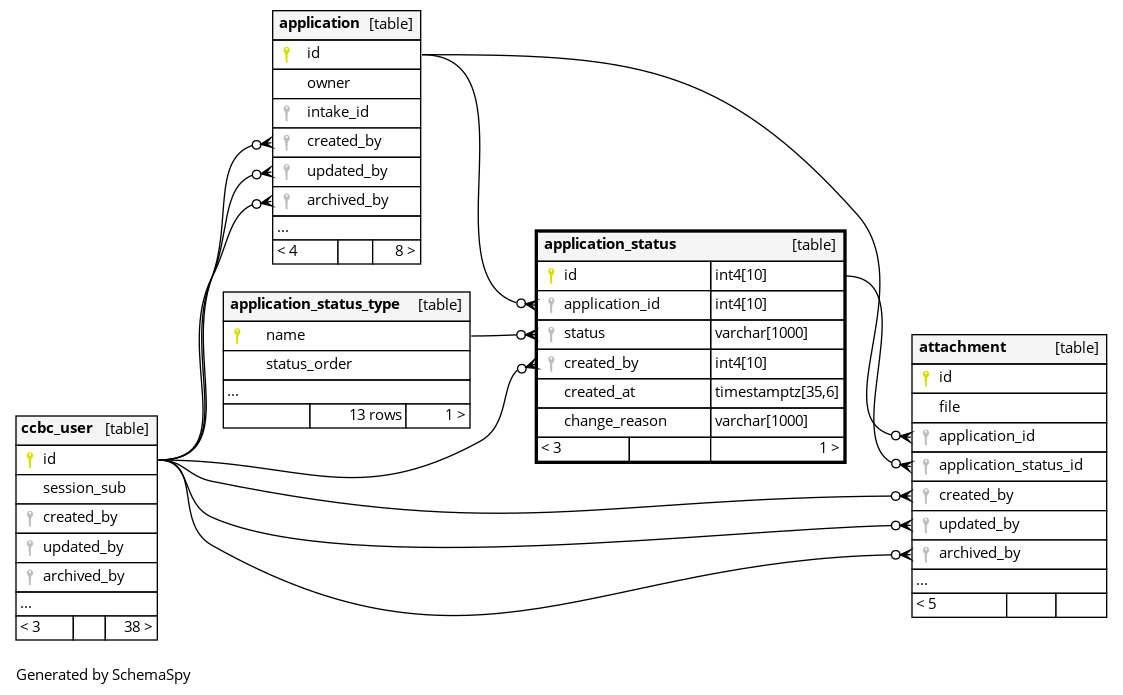 application [table]
id
owner
intake_id
created_by
updated_by
archived_by
...
< 4 8 >
application_status [table]
id int4[10]
application_id int4[10]
status varchar[1000]
created_by int4[10]
created_at timestamptz[35,6]
change_reason varchar[1000]
< 3 1 >
application_status_type [table]
name
status_order
...
13 rows 1 >
attachment [table]
id
file
application_id
application_status_id
created_by
updated_by
archived_by
...
< 5
ccbc_user [table]
id
session_sub
created_by
updated_by
archived_by
...
< 3 38 >
Generated by SchemaSpy